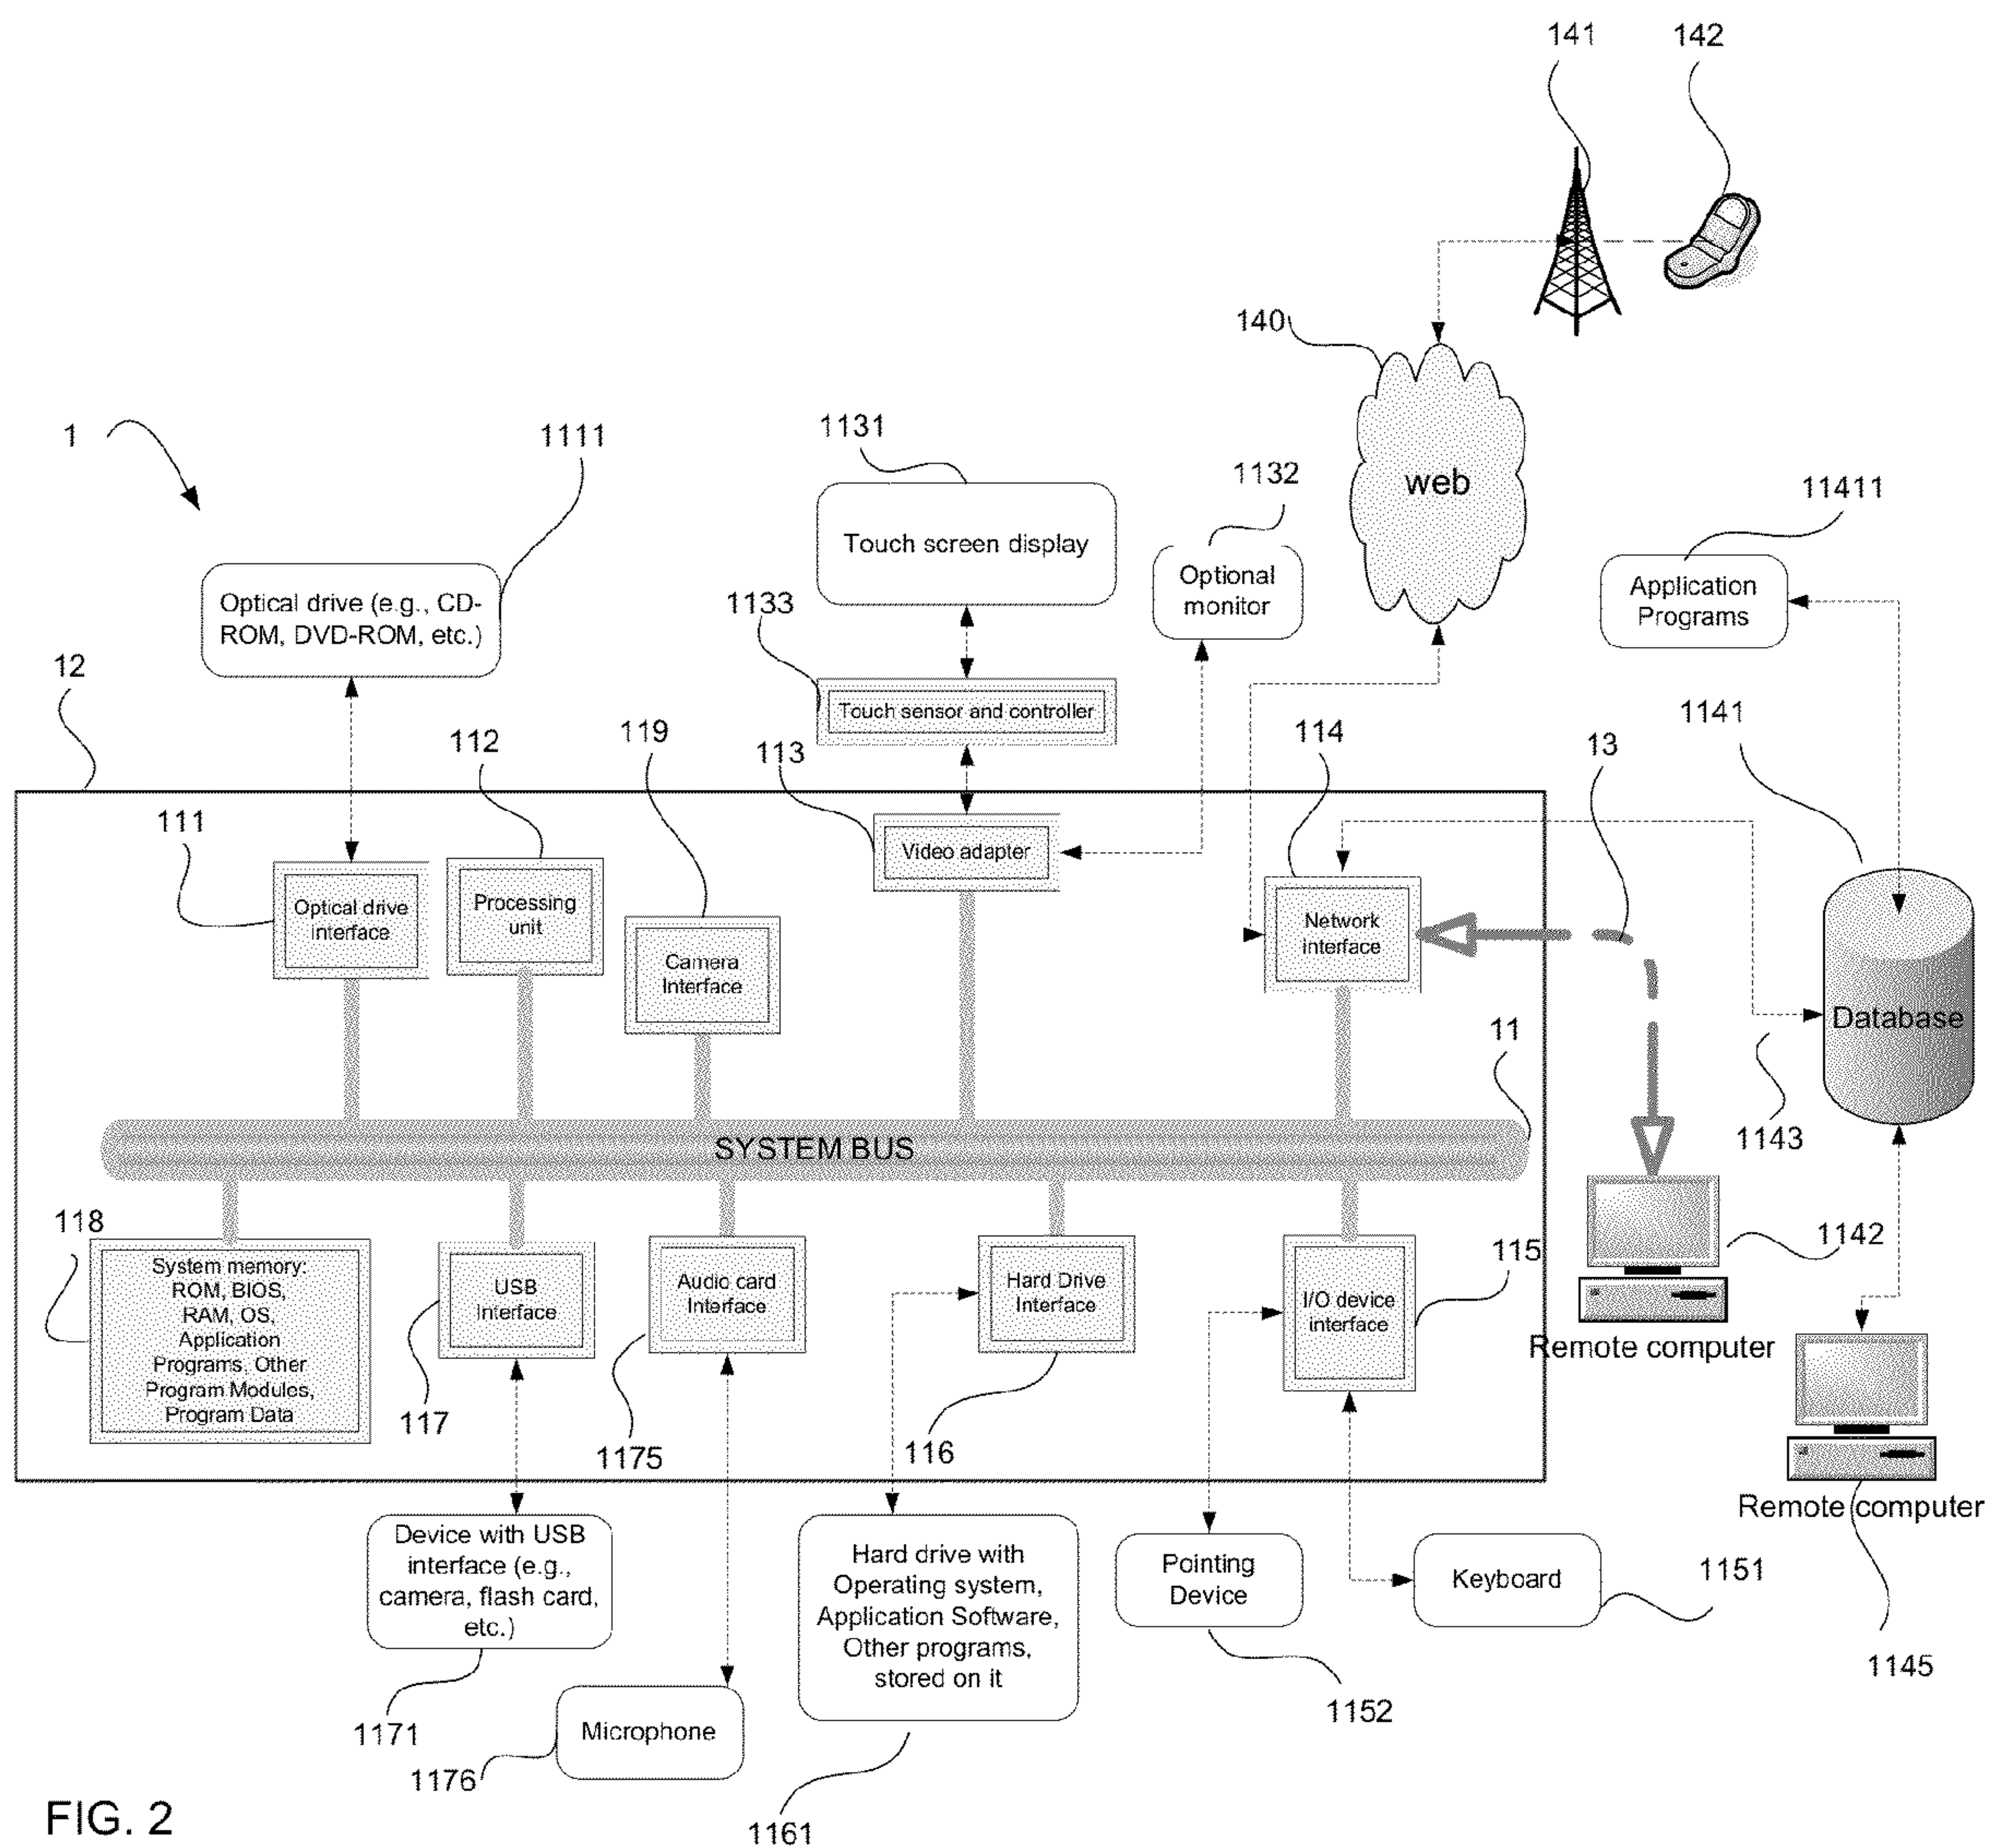 141
142
140
web
1
1111
1131
1132
11411
Touch screen display
Optional
monitor
Application
Programs
Optical drive (e.g., CD-
ROM, DVD-ROM, etc.)
1133
Touch sensor and controller
12
112
119
113
114
13
1141
111
Video adapter
Optical drive
interface
Processing
unit
Camera
Interface
Network
interface
Database
11
1143
SYSTEM BUS
118
System memory:
ROM, BIOS,
RAM, OS,
Application
Programs, Other
Program Modules,
Program Data
USB
Interface
Audio card
Interface
Hard Drive
Interface
I/O device
interface
115
1142
Remote computer
117
1175
116
Remote computer
Device with USB
interface (e.g.,
camera, flash card,
etc.)
Hard drive with
Operating system,
Application Software,
Other programs,
stored on it
Pointing
Device
Keyboard
1151
1145
1171
Microphone
1176
1152
1161
FIG. 2